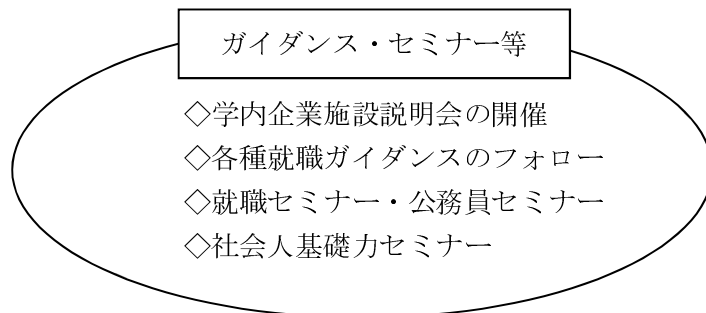 ガイダンス・セミナー等
◇学内企業施設説明会の開催
◇各種就職ガイダンスのフォロー
◇就職セミナー・公務員セミナー
◇社会人基礎力セミナー